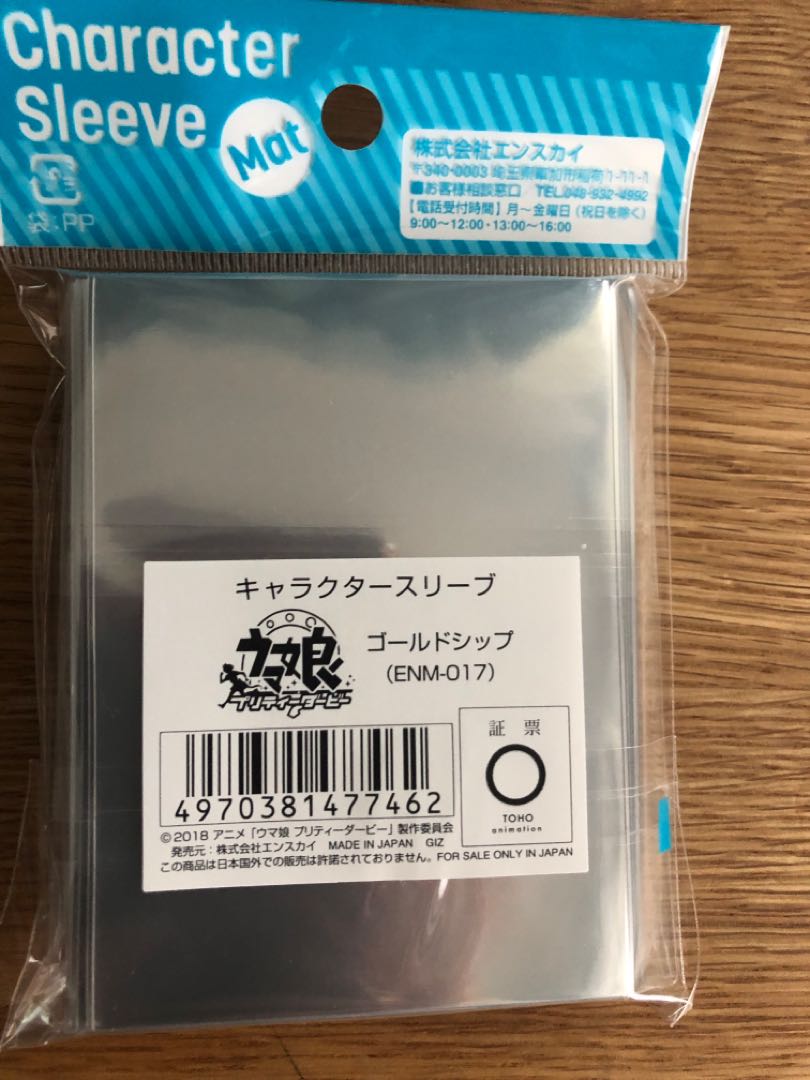 Character
Sleeve
Mat
袋:PP
株式会社エンスカイ
〒340-0003 埼玉県草加市稲荷1-11-1
■お客様相談窓口 TEL.048-932-4992
【電話受付時間】月～金曜日(祝日を除く)
9:00～12:00・13:00～16:00
キャラクタースリーブ
ウマ娘
プリティーダービー
ゴールドシップ
(ENM-017)
証票
TOHO
animation
4970381477462
©2018 アニメ「ウマ娘 プリティーダービー」製作委員会
発売元:株式会社エンスカイ MADE IN JAPAN GIZ
この商品は日本国外での販売は許諾されておりません。FOR SALE ONLY IN JAPAN